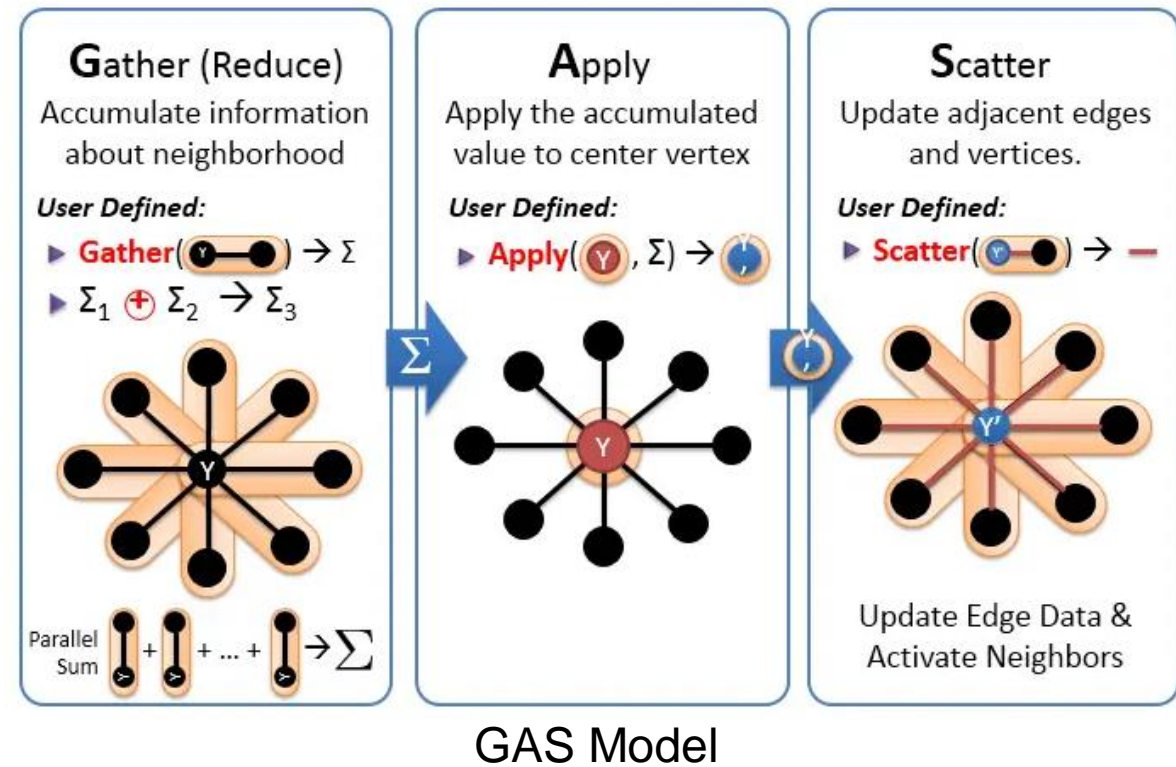 Gather (Reduce)
Accumulate information
about neighborhood
User Defined:
Gather( Y ) → Σ
Σ1 + Σ2 → Σ3
Y
Parallel
Sum
Y + Y + ... + Y → Σ
Σ
Apply
Apply the accumulated
value to center vertex
User Defined:
Apply( Y , Σ) → Y
,
Y
Y
,
Scatter
Update adjacent edges
and vertices.
User Defined:
Scatter( Y' ) →
Y'
Update Edge Data &
Activate Neighbors
GAS Model